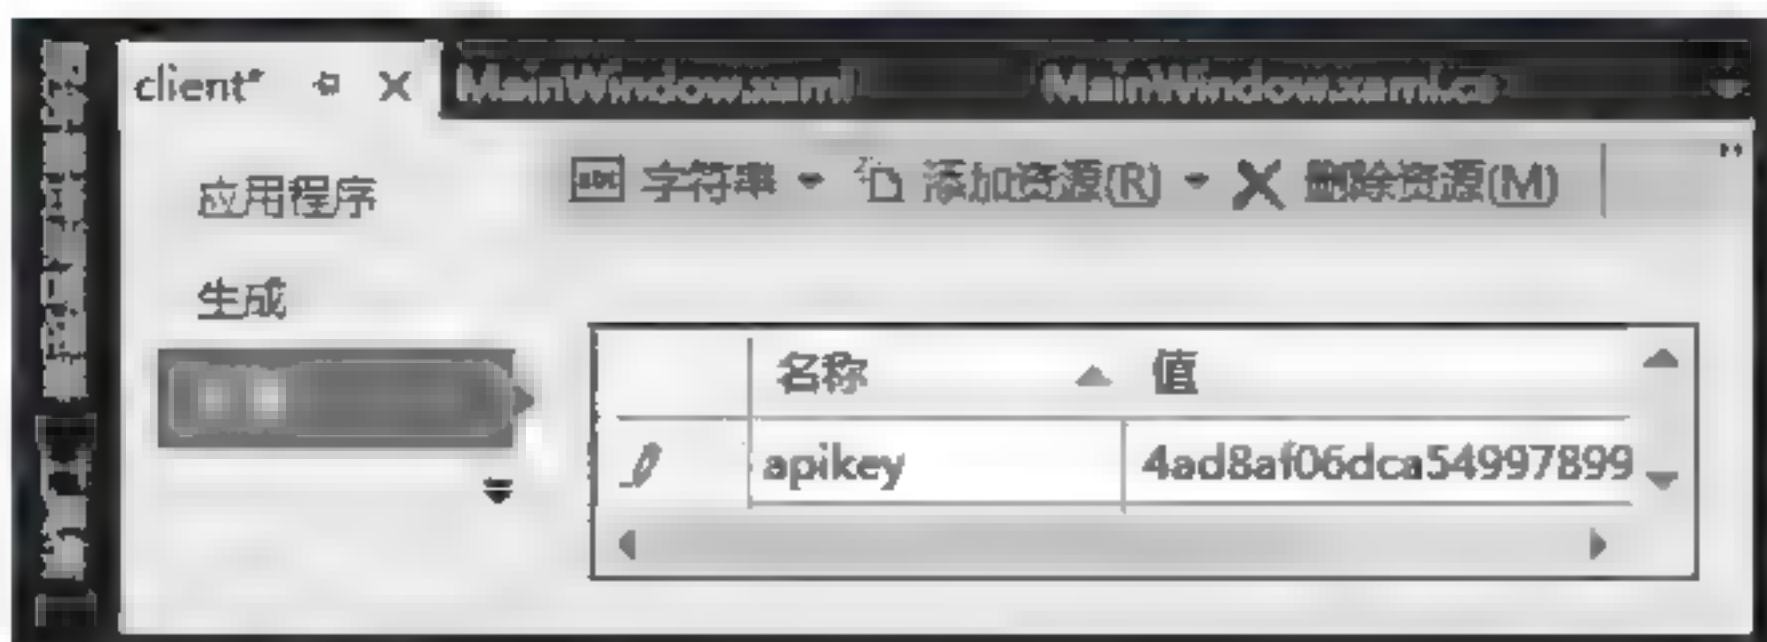 client* MainWindow.xaml MainWindow.xaml.cs
abc 字符串 添加资源(R) 删除资源(M)
应用程序
生成
名称 值
apikey 4ad8af06dca54997899